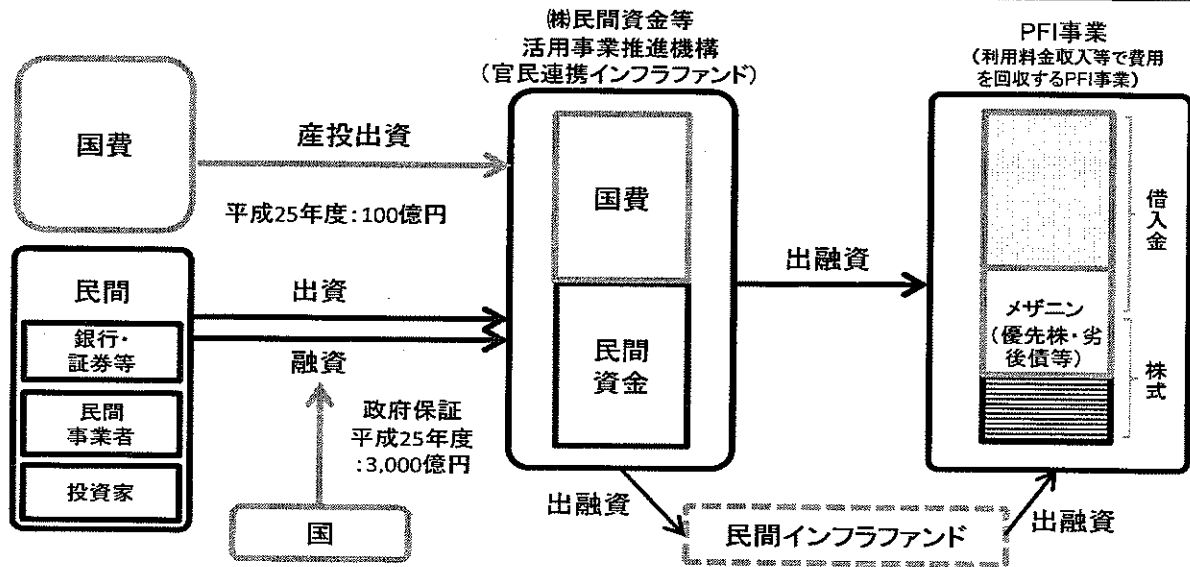 ㈱民間資金等
活用事業推進機構
(官民連携インフラファンド)
PFI事業
(利用料金収入等で費用
を回収するPFI事業)
国費
産投出資
平成25年度:100億円
国費
民間
資金
民間
銀行・
証券等
民間
事業者
投資家
出資
融資
政府保証
平成25年度
:3,000億円
国
出融資
出融資
民間インフラファンド
出融資
メザニン
(優先株・劣
後債等)
借入金
株式